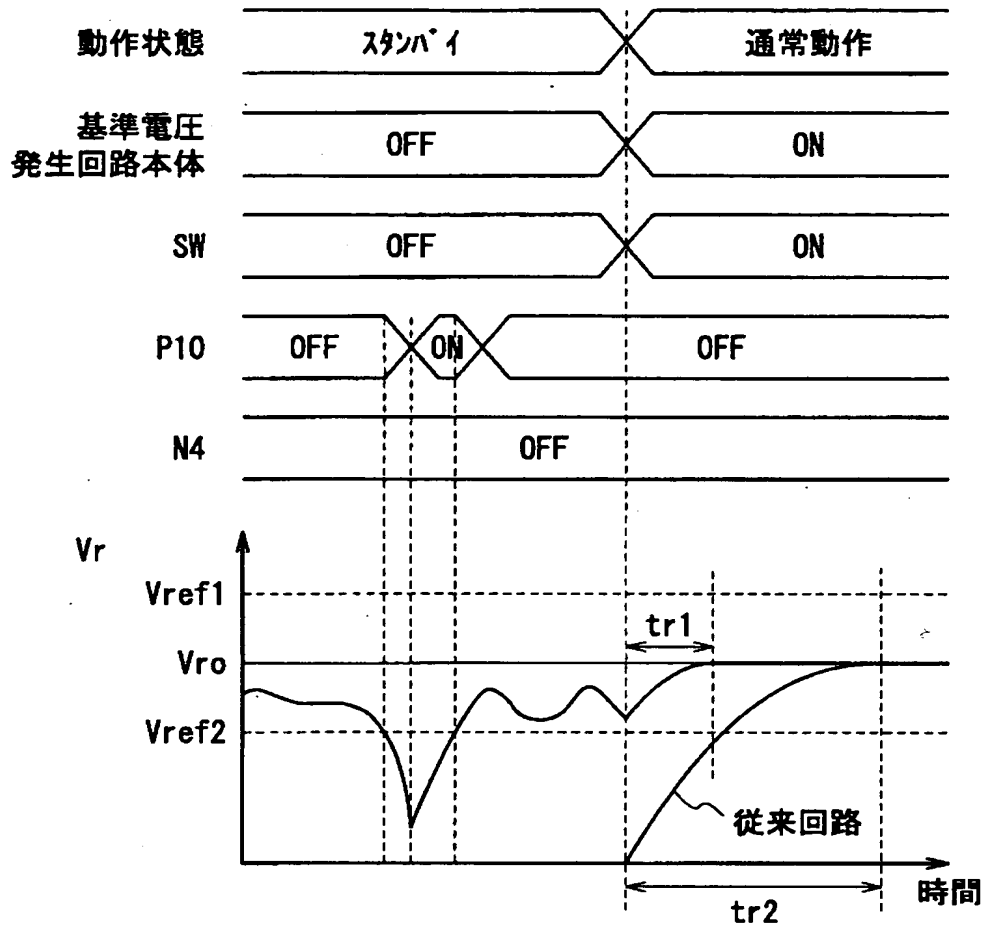 動作状態
ｽﾀﾝﾊﾞｲ
通常動作
基準電圧
発生回路本体
OFF
ON
SW
OFF
ON
P10
OFF
ON
OFF
N4
OFF
Vr
Vref1
tr1
Vro
Vref2
従来回路
時間
tr2